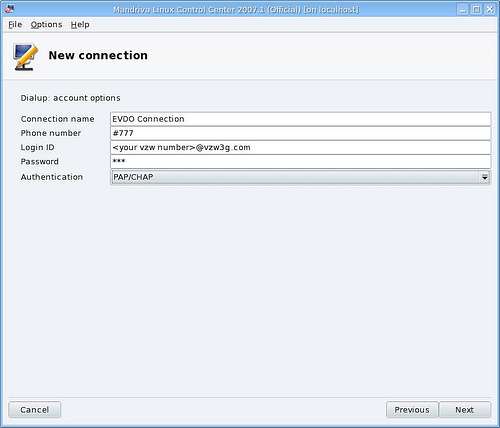 Mandriva Linux Control Center 2007.1 (Official) [on localhost]
File Options Help
New connection
Dialup: account options
Connection name EVDO Connection
Phone number #777
Login ID <your vzw number>@vzw3g.com
Password ***
Authentication PAP/CHAP
Cancel Previous Next